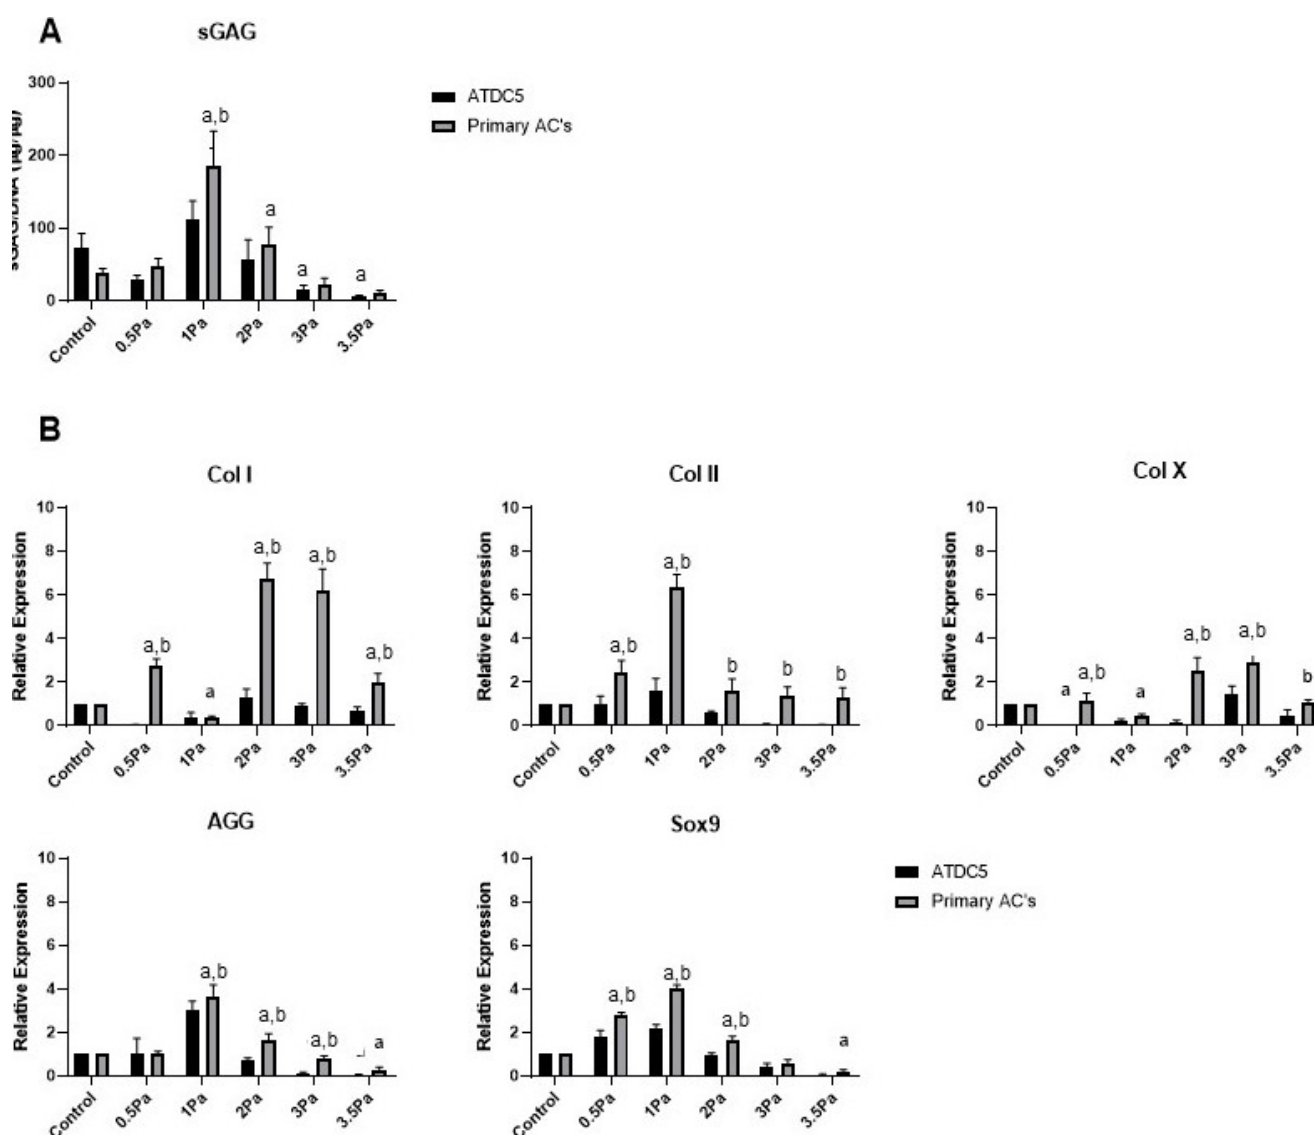 A
sGAG
300
200
100
0
sGAG/DNA (µg/µg)
a,b
a
a
a
Control
0.5Pa
1Pa
2Pa
3Pa
3.5Pa
ATDC5
Primary AC's
B
Col I
Relative Expression
10
8
6
4
2
0
a,b
a
a,b
a,b
a,b
Control
0.5Pa
1Pa
2Pa
3Pa
3.5Pa
Col II
Relative Expression
10
8
6
4
2
0
a,b
a,b
b
b
b
Control
0.5Pa
1Pa
2Pa
3Pa
3.5Pa
Col X
Relative Expression
10
8
6
4
2
0
a
a,b
a
a,b
a,b
b
Control
0.5Pa
1Pa
2Pa
3Pa
3.5Pa
AGG
Relative Expression
10
8
6
4
2
0
a,b
a,b
a,b
a
Control
0.5Pa
1Pa
2Pa
3Pa
3.5Pa
Sox9
Relative Expression
10
8
6
4
2
0
a,b
a,b
a,b
a
Control
0.5Pa
1Pa
2Pa
3Pa
3.5Pa
ATDC5
Primary AC's